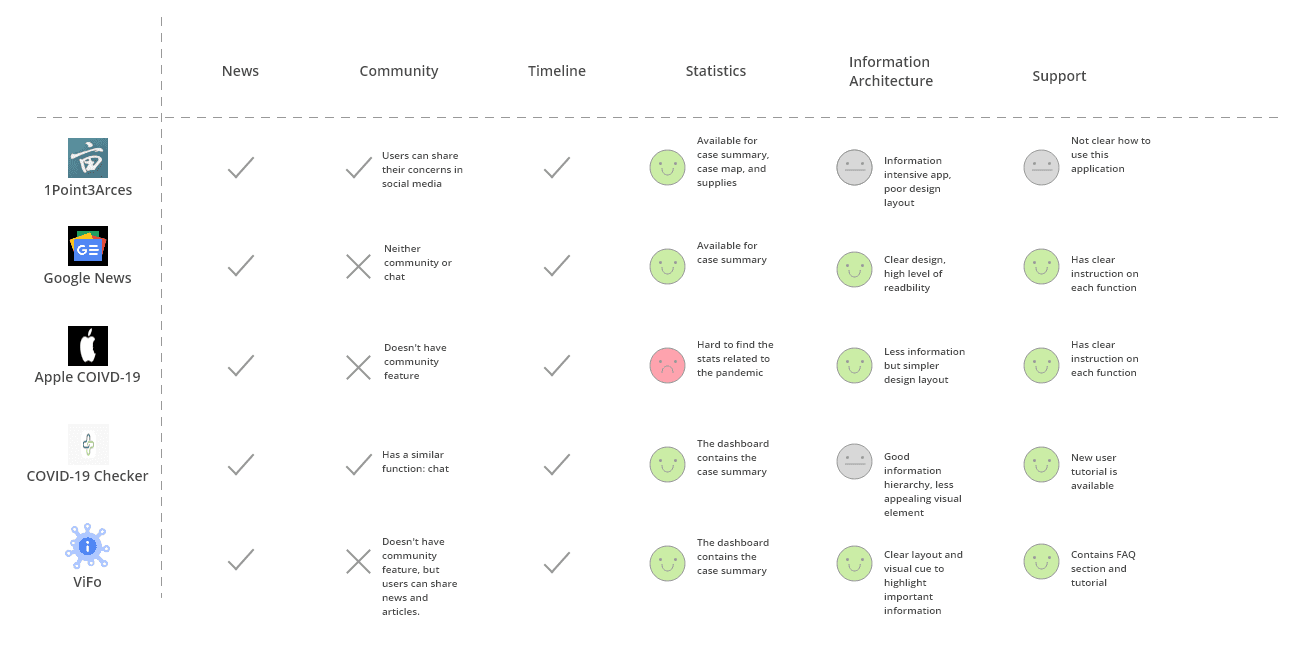 News
Community
Timeline
Statistics
Information
Architecture
Support
亩
1Point3Arces
Users can share
their concerns in
social media
Available for
case summary,
case map, and
supplies
Information
intensive app,
poor design
layout
Not clear how to
use this
application
GE
Google News
Neither
community or
chat
Available for
case summary
Clear design,
high level of
readbility
Has clear
instruction on
each function
Apple COIVD-19
Doesn't have
community
feature
Hard to find the
stats related to
the pandemic
Less information
but simpler
design layout
Has clear
instruction on
each function
COVID-19 Checker
Has a similar
function: chat
The dashboard
contains the
case summary
Good
information
hierarchy, less
appealing visual
element
New user
tutorial is
available
i
ViFo
Doesn't have
community
feature, but
users can share
news and
articles.
The dashboard
contains the
case summary
Clear layout and
visual cue to
highlight
important
information
Contains FAQ
section and
tutorial